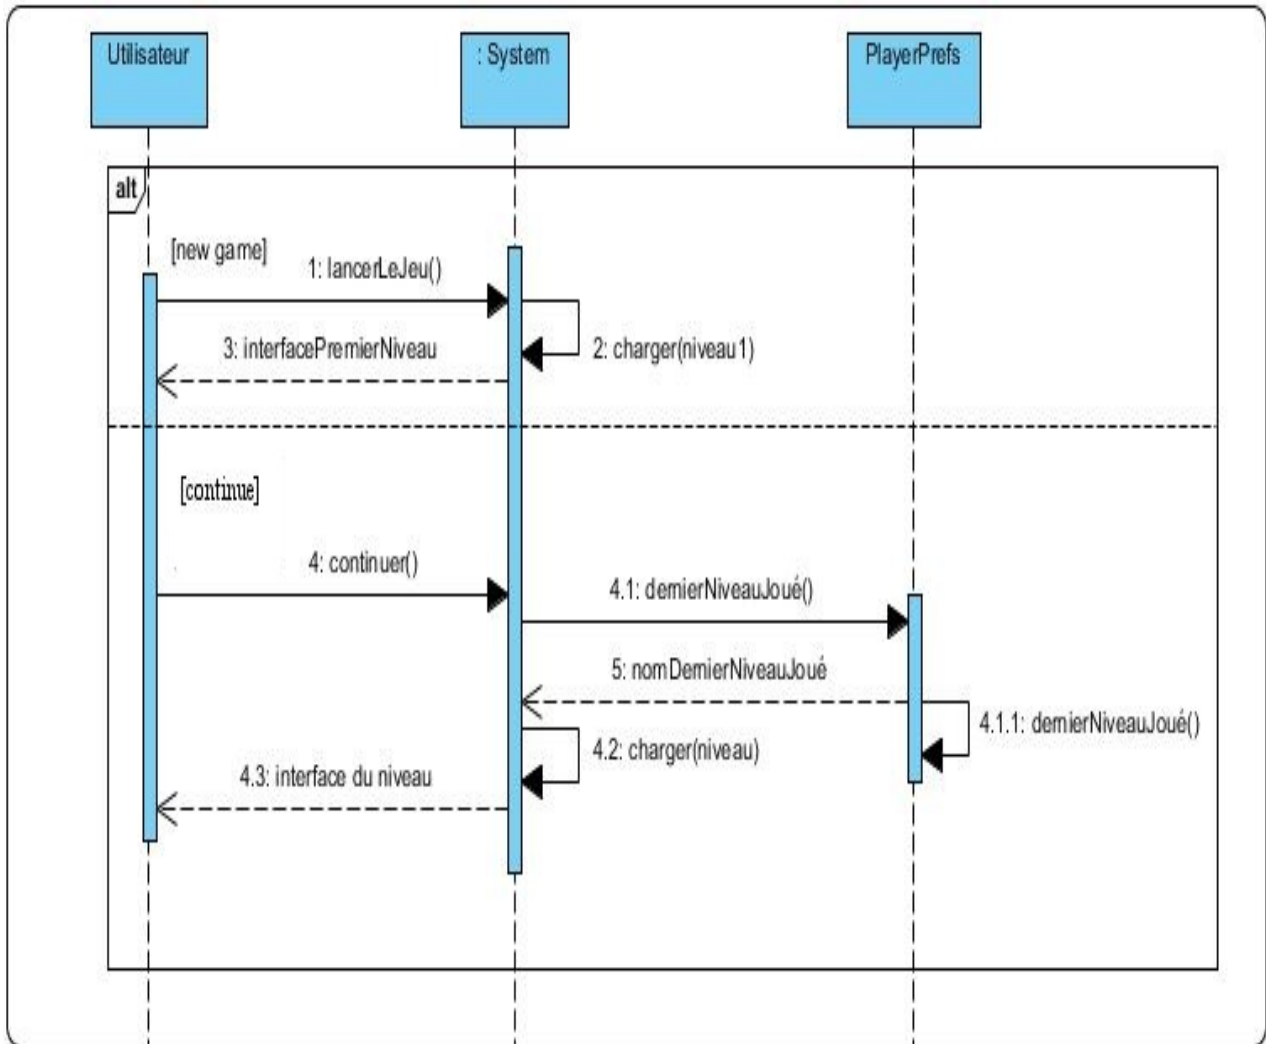 Utilisateur
: System
PlayerPrefs
alt
[new game]
1: lancerLeJeu()
3: interfacePremierNiveau
2: charger(niveau1)
[continue]
4: continuer()
4.1: dernierNiveauJoué()
5: nomDernierNiveauJoué
4.1.1: dernierNiveauJoué()
4.2: charger(niveau)
4.3: interface du niveau